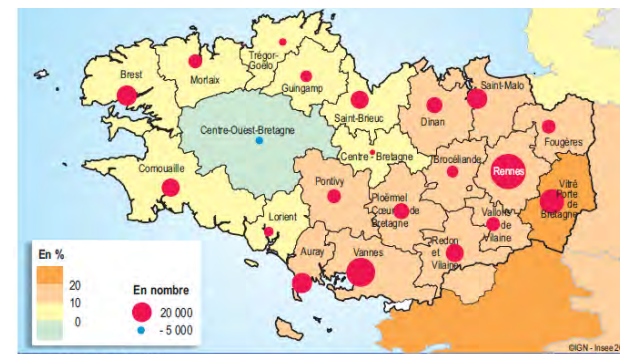 Trégor-
Goëlo
Brest
Morlaix
Guingamp
Saint-Malo
Saint-Brieuc
Dinan
Fougères
Centre-Ouest-Bretagne
Centre - Bretagne
Brocéliande
Rennes
Cornouaille
Pontivy
Vitré
Porte
de
Bretagne
Ploërmel
Cœur de
Bretagne
Vallons
de
Vilaine
Lorient
Auray
Vannes
Redon
et
Vilaine
En %
20
10
0
En nombre
20 000
- 5 000
©IGN - Insee 20